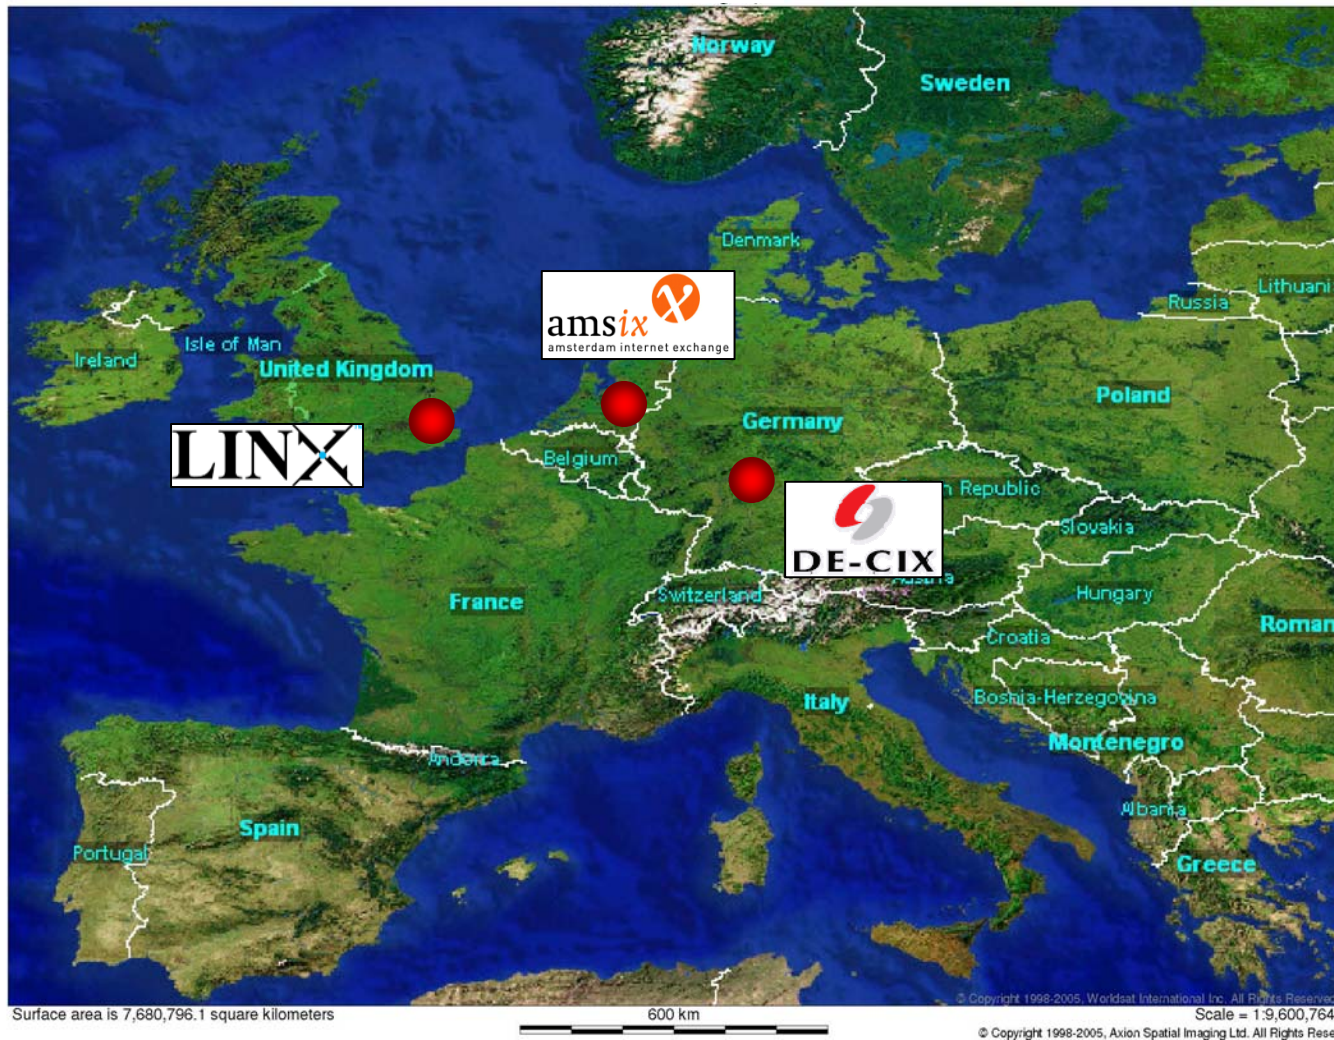 Norway
Sweden
Denmark
Lithuani
Russia
amsix
amsterdam internet exchange
Isle of Man
Ireland
United Kingdom
Poland
Germany
LINX
Belgium
n Republic
Slovakia
DE-CIX
Austria
Switzerland
Hungary
France
Croatia
Roman
Bosnia-Herzegovina
Italy
Montenegro
Andorra
Albania
Spain
Portugal
Greece
© Copyright 1998-2005, Worldsat International Inc. All Rights Reserved
Surface area is 7,680,796.1 square kilometers
600 km
Scale = 1:9,600,764
© Copyright 1998-2005, Axion Spatial Imaging Ltd. All Rights Rese